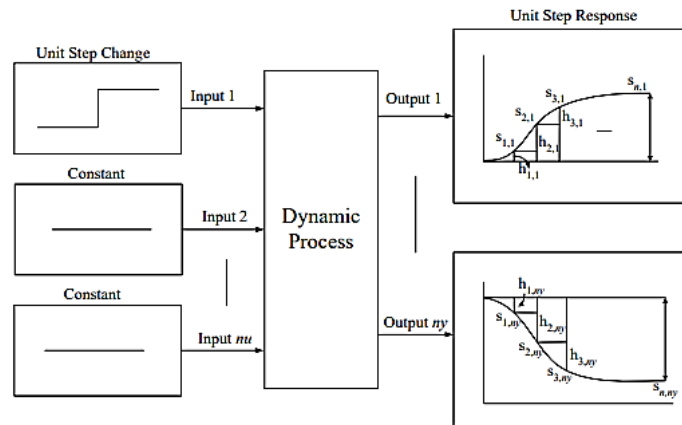 Unit Step Response
Unit Step Change
Input 1
Output 1
s1,1
s2,1
s3,1
sn,1
h1,1
h2,1
h3,1
Constant
Input 2
Dynamic
Process
Constant
Input nu
Output ny
h1,ny
s1,ny
h2,ny
s2,ny
h3,ny
s3,ny
sn,ny